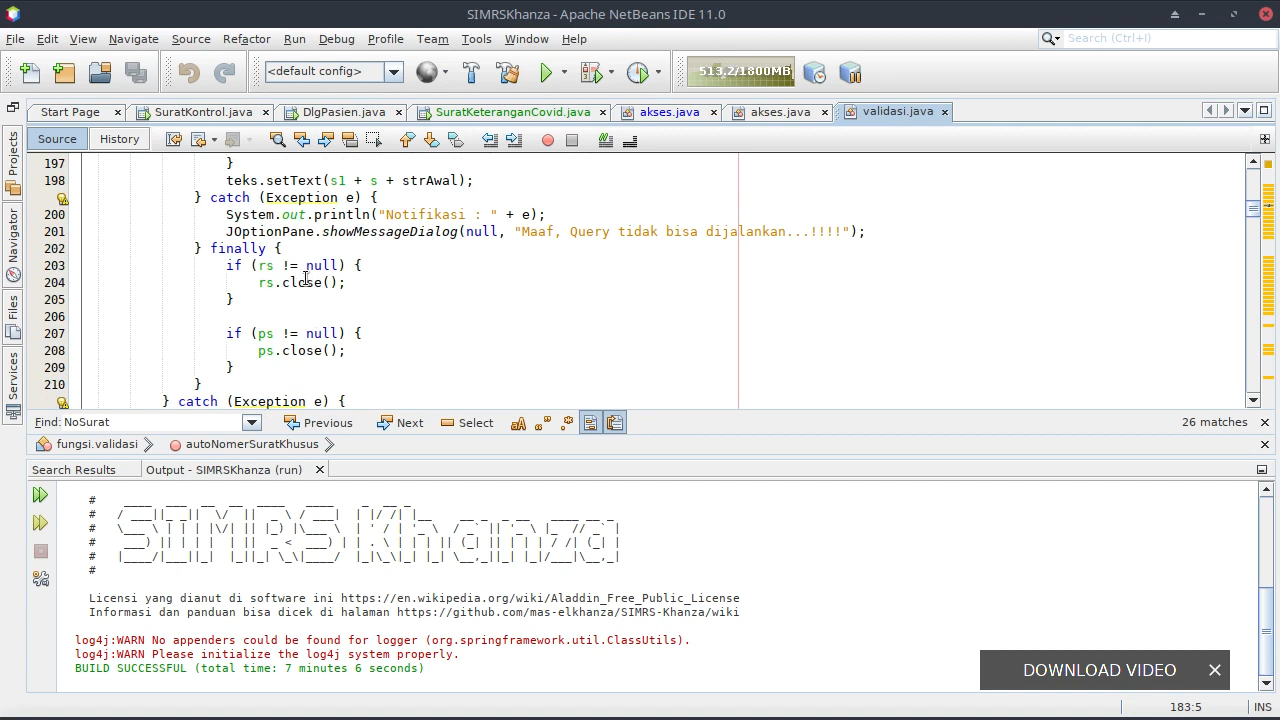 SIMRSKhanza - Apache NetBeans IDE 11.0
File Edit View Navigate Source Refactor Run Debug Profile Team Tools Window Help
Search (Ctrl+I)
<default config>
513,2/1800MB
Start Page SuratKontrol.java DlgPasien.java SuratKeteranganCovid.java akses.java akses.java validasi.java
Source History
Projects
Navigator
Files
Services
197 }
198 teks.setText(s1 + s + strAwal);
} catch (Exception e) {
200 System.out.println("Notifikasi : " + e);
201 JOptionPane.showMessageDialog(null, "Maaf, Query tidak bisa dijalankan...!!!!");
202 } finally {
203 if (rs != null) {
204 rs.close();
205 }
206
207 if (ps != null) {
208 ps.close();
209 }
210 }
} catch (Exception e) {
Find: NoSurat Previous Next Select 26 matches
fungsi.validasi autoNomerSuratKhusus
Search Results Output - SIMRSKhanza (run)
#
#
#
# SIMRS Khanza
#
#
Licensi yang dianut di software ini https://en.wikipedia.org/wiki/Aladdin_Free_Public_License
Informasi dan panduan bisa dicek di halaman https://github.com/mas-elkhanza/SIMRS-Khanza/wiki
log4j:WARN No appenders could be found for logger (org.springframework.util.ClassUtils).
log4j:WARN Please initialize the log4j system properly.
BUILD SUCCESSFUL (total time: 7 minutes 6 seconds)
DOWNLOAD VIDEO
183:5 INS